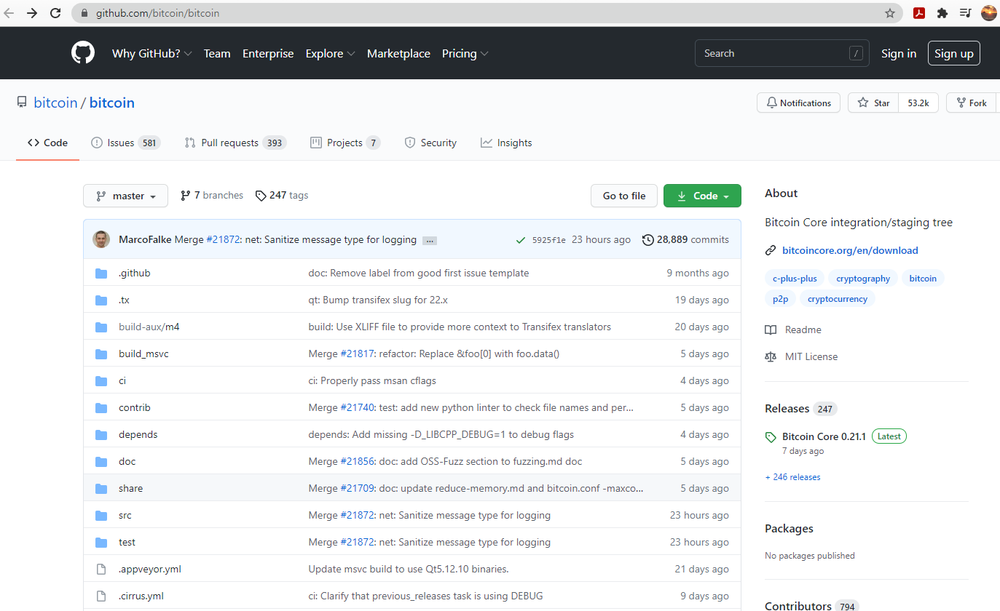 github.com/bitcoin/bitcoin
Why GitHub? Team Enterprise Explore Marketplace Pricing Search / Sign in Sign up
bitcoin / bitcoin Notifications Star 53.2k Fork
<> Code Issues 581 Pull requests 393 Projects 7 Security Insights
master 7 branches 247 tags Go to file Code
MarcoFalke Merge #21872: net: Sanitize message type for logging ... 5925f1e 23 hours ago 28,889 commits
.github doc: Remove label from good first issue template 9 months ago
.tx qt: Bump transifex slug for 22.x 19 days ago
build-aux/m4 build: Use XLIFF file to provide more context to Transifex translators 20 days ago
build_msvc Merge #21817: refactor: Replace &foo[0] with foo.data() 5 days ago
ci ci: Properly pass msan cflags 4 days ago
contrib Merge #21740: test: add new python linter to check file names and per... 5 days ago
depends depends: Add missing -D_LIBCPP_DEBUG=1 to debug flags 4 days ago
doc Merge #21856: doc: add OSS-Fuzz section to fuzzing.md doc 5 days ago
share Merge #21709: doc: update reduce-memory.md and bitcoin.conf -maxco... 5 days ago
src Merge #21872: net: Sanitize message type for logging 23 hours ago
test Merge #21872: net: Sanitize message type for logging 23 hours ago
.appveyor.yml Update msvc build to use Qt5.12.10 binaries. 21 days ago
.cirrus.yml ci: Clarify that previous_releases task is using DEBUG 9 days ago
About
Bitcoin Core integration/staging tree
bitcoincore.org/en/download
c-plus-plus cryptography bitcoin
p2p cryptocurrency
Readme
MIT License
Releases 247
Bitcoin Core 0.21.1 Latest
7 days ago
+ 246 releases
Packages
No packages published
Contributors 794